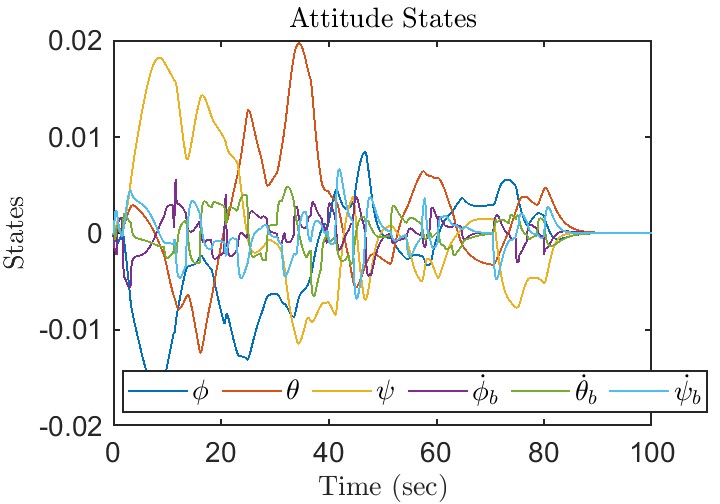 Attitude States
0.02
0.01
0
-0.01
-0.02
States
ϕ θ ψ ϕ̇_b θ̇_b ψ̇_b
0 20 40 60 80 100
Time (sec)